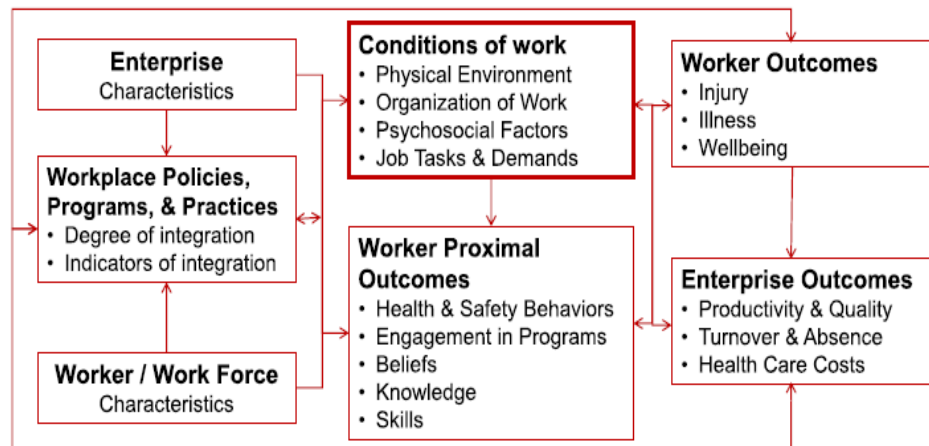 Enterprise
Characteristics
Workplace Policies,
Programs, & Practices
• Degree of integration
• Indicators of integration
Worker / Work Force
Characteristics
Conditions of work
• Physical Environment
• Organization of Work
• Psychosocial Factors
• Job Tasks & Demands
Worker Proximal
Outcomes
• Health & Safety Behaviors
• Engagement in Programs
• Beliefs
• Knowledge
• Skills
Worker Outcomes
• Injury
• Illness
• Wellbeing
Enterprise Outcomes
• Productivity & Quality
• Turnover & Absence
• Health Care Costs